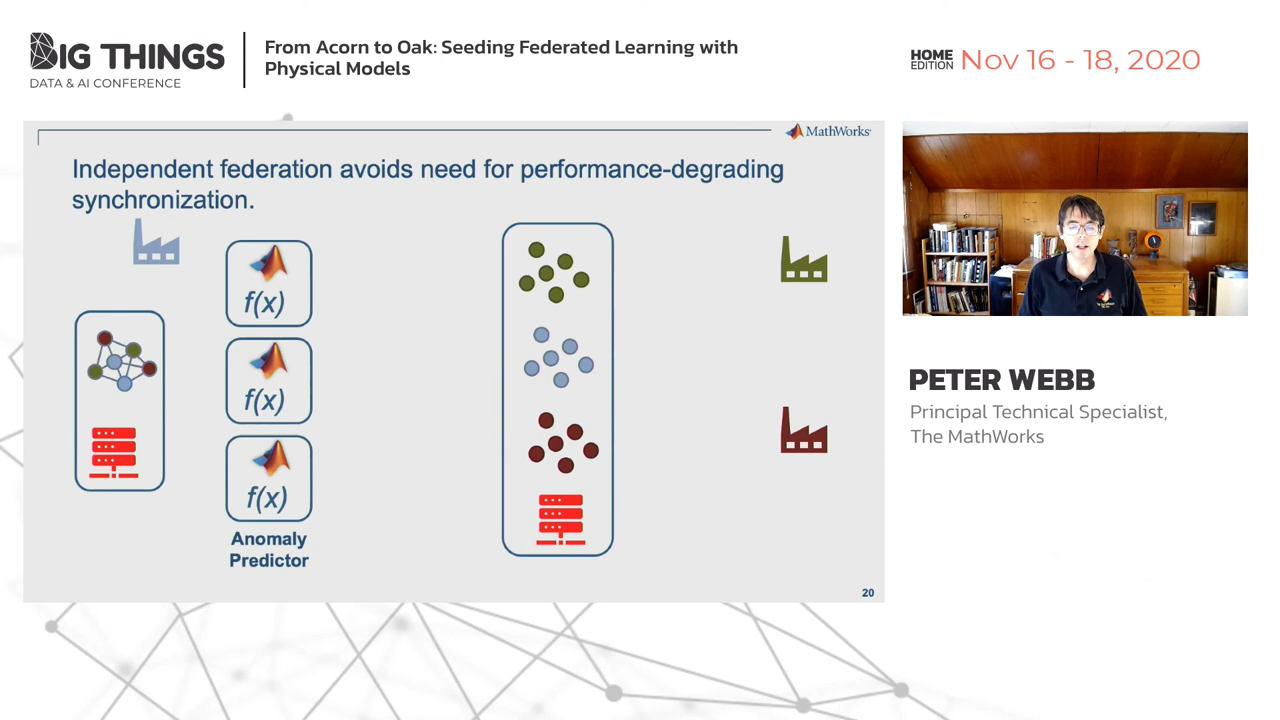 BIG THINGS
DATA & AI CONFERENCE
From Acorn to Oak: Seeding Federated Learning with
Physical Models
HOME
EDITION
Nov 16 - 18, 2020
MathWorks
Independent federation avoids need for performance-degrading
synchronization.
f(x)
f(x)
f(x)
Anomaly
Predictor
20
PETER WEBB
Principal Technical Specialist,
The MathWorks